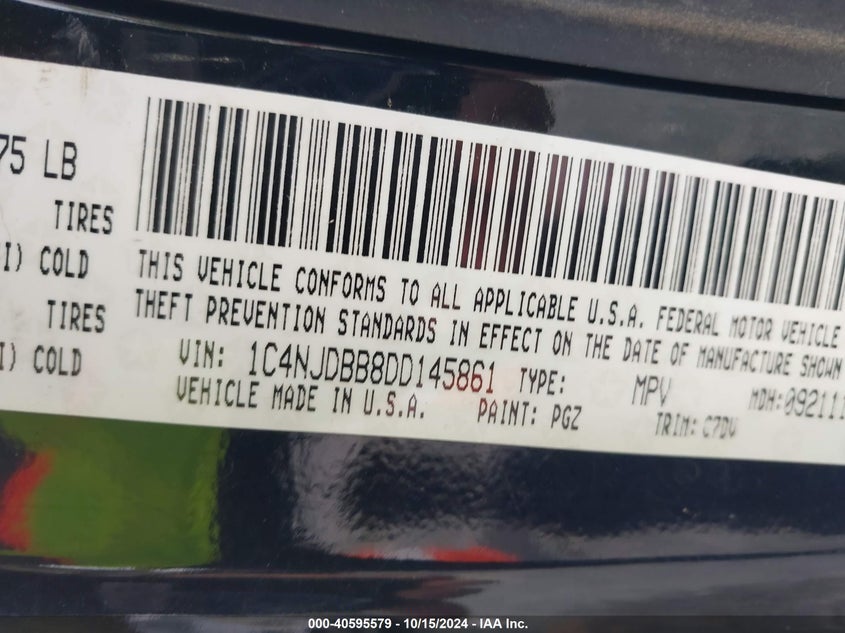 75 LB
TIRES
I) COLD
TIRES
I) COLD
THIS VEHICLE CONFORMS TO ALL APPLICABLE U.S.A. FEDERAL MOTOR VEHICLE
THEFT PREVENTION STANDARDS IN EFFECT ON THE DATE OF MANUFACTURE SHOWN
VIN: 1C4NJDBB8DD145861 TYPE: MPV MDH:092111
VEHICLE MADE IN U.S.A. PAINT: PGZ TRIM: C7DV
000-40595579 - 10/15/2024 - IAA Inc.